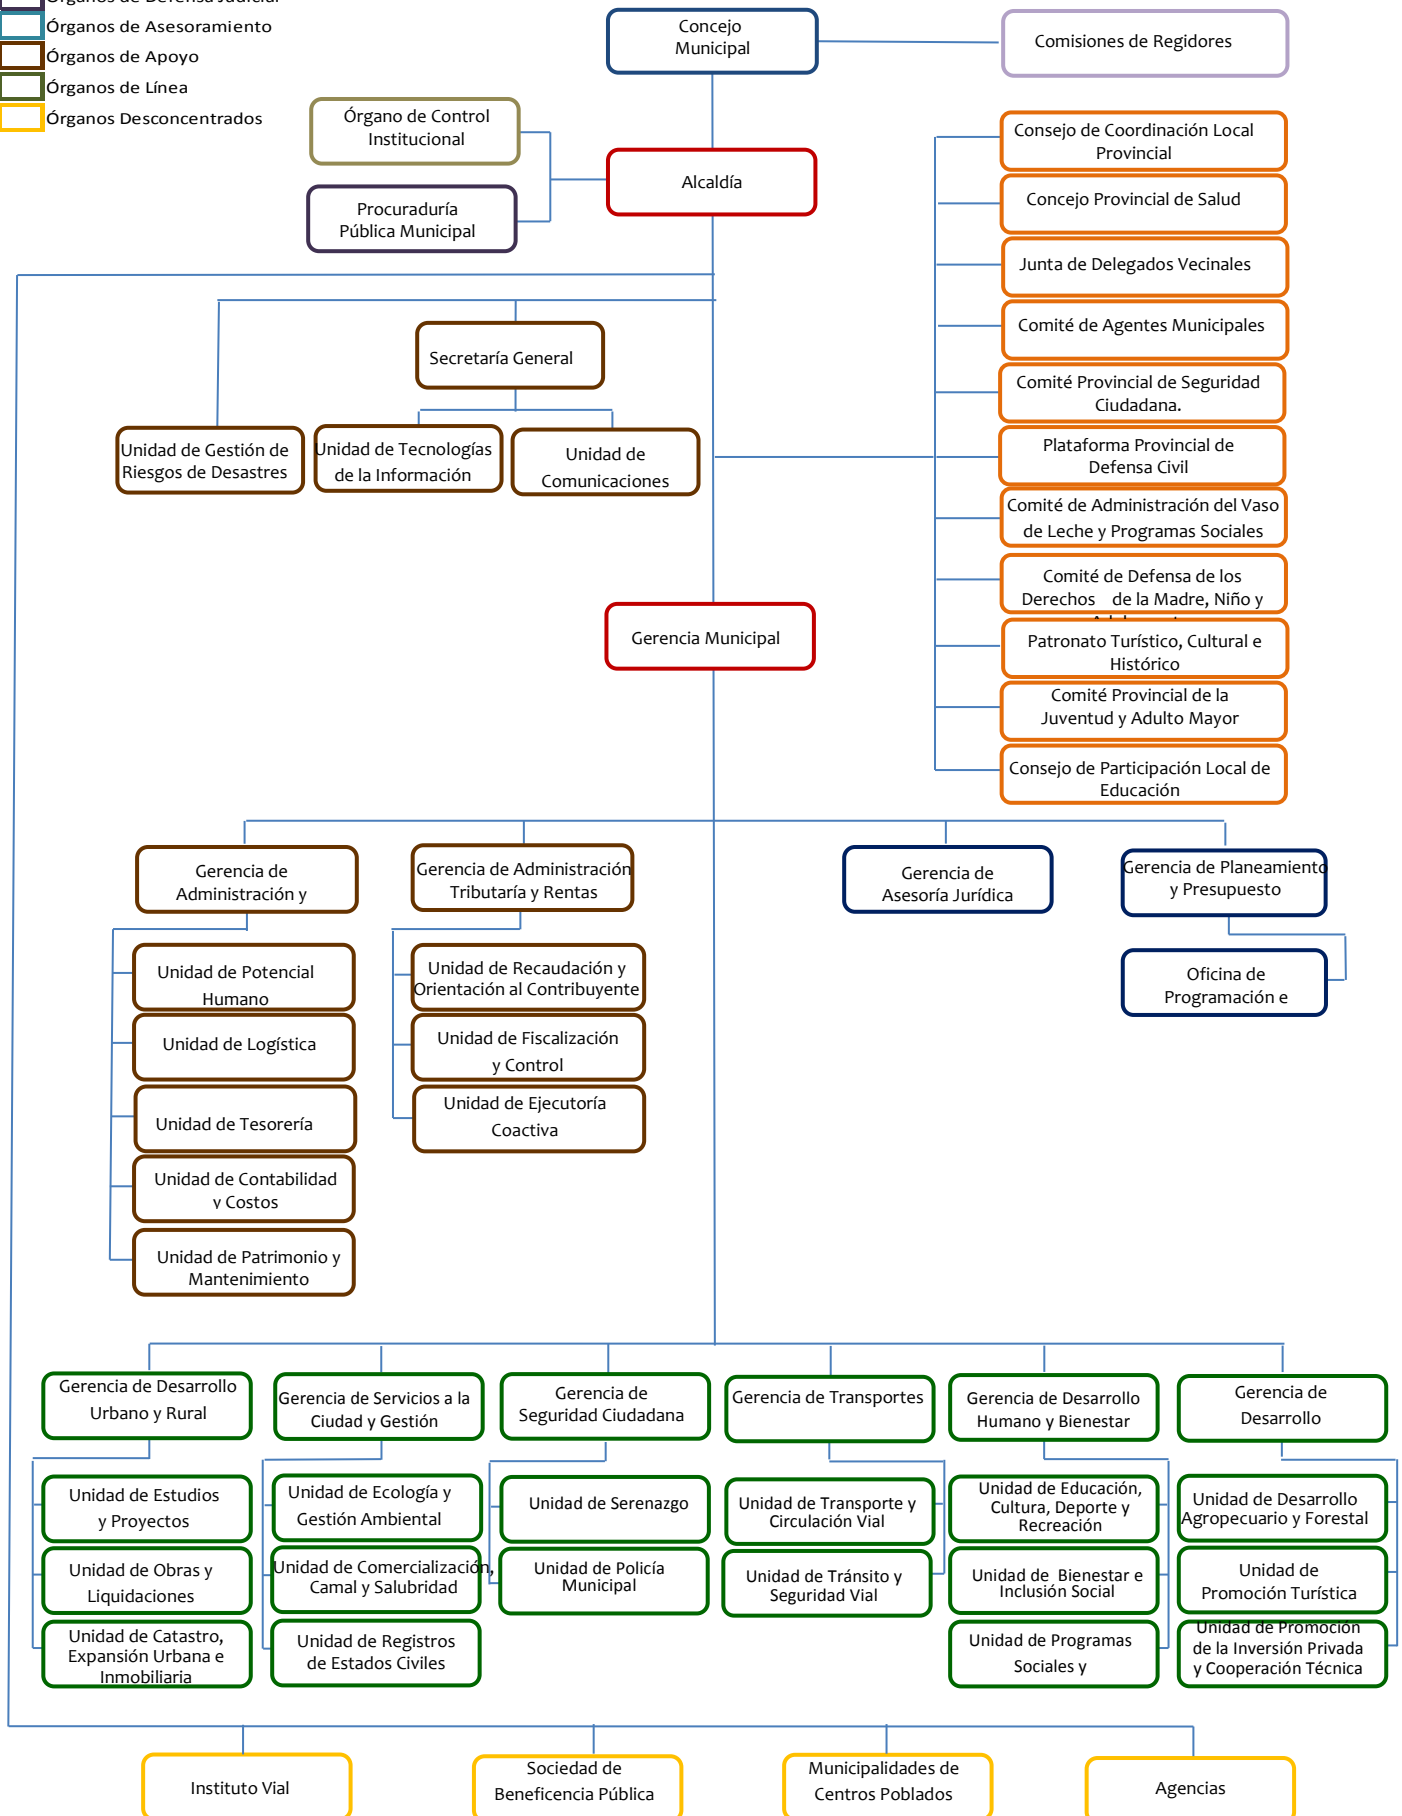 Órganos de Defensa Judicial
Órganos de Asesoramiento
Órganos de Apoyo
Órganos de Línea
Órganos Desconcentrados
Concejo
Municipal
Comisiones de Regidores
Órgano de Control
Institucional
Alcaldía
Procuraduría
Pública Municipal
Consejo de Coordinación Local
Provincial
Concejo Provincial de Salud
Junta de Delegados Vecinales
Comité de Agentes Municipales
Comité Provincial de Seguridad
Ciudadana.
Plataforma Provincial de
Defensa Civil
Comité de Administración del Vaso
de Leche y Programas Sociales
Comité de Defensa de los
Derechos de la Madre, Niño y
Patronato Turístico, Cultural e
Histórico
Comité Provincial de la
Juventud y Adulto Mayor
Consejo de Participación Local de
Educación
Secretaría General
Unidad de Gestión de
Riesgos de Desastres
Unidad de Tecnologías
de la Información
Unidad de
Comunicaciones
Gerencia Municipal
Gerencia de
Administración y
Gerencia de Administración
Tributaría y Rentas
Gerencia de
Asesoría Jurídica
Gerencia de Planeamiento
y Presupuesto
Unidad de Potencial
Humano
Unidad de Logística
Unidad de Tesorería
Unidad de Contabilidad
y Costos
Unidad de Patrimonio y
Mantenimiento
Unidad de Recaudación y
Orientación al Contribuyente
Unidad de Fiscalización
y Control
Unidad de Ejecutoría
Coactiva
Oficina de
Programación e
Gerencia de Desarrollo
Urbano y Rural
Gerencia de Servicios a la
Ciudad y Gestión
Gerencia de
Seguridad Ciudadana
Gerencia de Transportes
Gerencia de Desarrollo
Humano y Bienestar
Gerencia de
Desarrollo
Unidad de Estudios
y Proyectos
Unidad de Obras y
Liquidaciones
Unidad de Catastro,
Expansión Urbana e
Inmobiliaria
Unidad de Ecología y
Gestión Ambiental
Unidad de Comercialización,
Camal y Salubridad
Unidad de Registros
de Estados Civiles
Unidad de Serenazgo
Unidad de Policía
Municipal
Unidad de Transporte y
Circulación Vial
Unidad de Tránsito y
Seguridad Vial
Unidad de Educación,
Cultura, Deporte y
Recreación
Unidad de Bienestar e
Inclusión Social
Unidad de Programas
Sociales y
Unidad de Desarrollo
Agropecuario y Forestal
Unidad de
Promoción Turística
Unidad de Promoción
de la Inversión Privada
y Cooperación Técnica
Instituto Vial
Sociedad de
Beneficencia Pública
Municipalidades de
Centros Poblados
Agencias